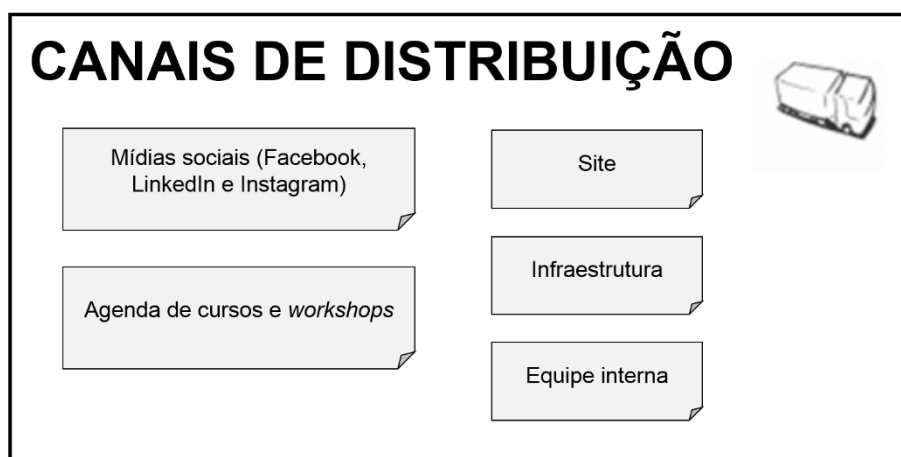 CANAIS DE DISTRIBUIÇÃO
Mídias sociais (Facebook,
LinkedIn e Instagram)
Agenda de cursos e workshops
Site
Infraestrutura
Equipe interna